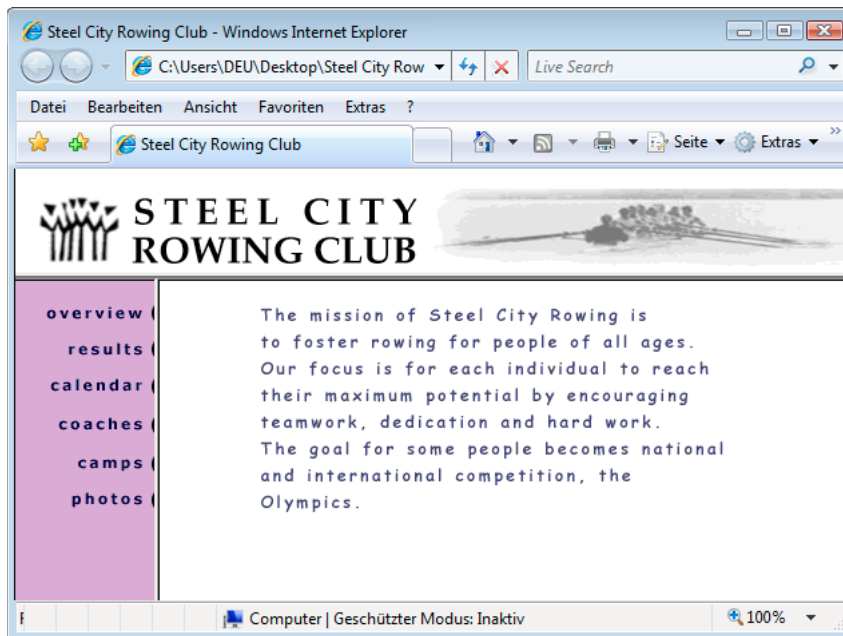 Steel City Rowing Club - Windows Internet Explorer
C:\Users\DEU\Desktop\Steel City Row
Live Search
Datei Bearbeiten Ansicht Favoriten Extras ?
Steel City Rowing Club
Seite Extras »
STEEL CITY
ROWING CLUB
overview (
results (
calendar (
coaches (
camps (
photos (
The mission of Steel City Rowing is
to foster rowing for people of all ages.
Our focus is for each individual to reach
their maximum potential by encouraging
teamwork, dedication and hard work.
The goal for some people becomes national
and international competition, the
Olympics.
Computer | Geschützter Modus: Inaktiv
100%